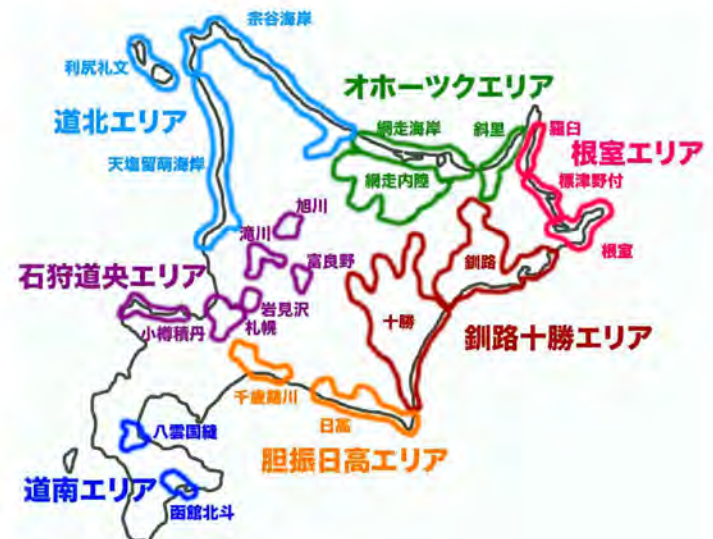 宗谷海岸
利尻礼文
オホーツクエリア
道北エリア
網走海岸
斜里
羅臼
根室エリア
天塩留萌海岸
網走内陸
標津野付
旭川
滝川
富良野
釧路
根室
石狩道央エリア
岩見沢
小樽積丹
札幌
十勝
釧路十勝エリア
千歳鵡川
日高
八雲国縫
胆振日高エリア
道南エリア
函館北斗